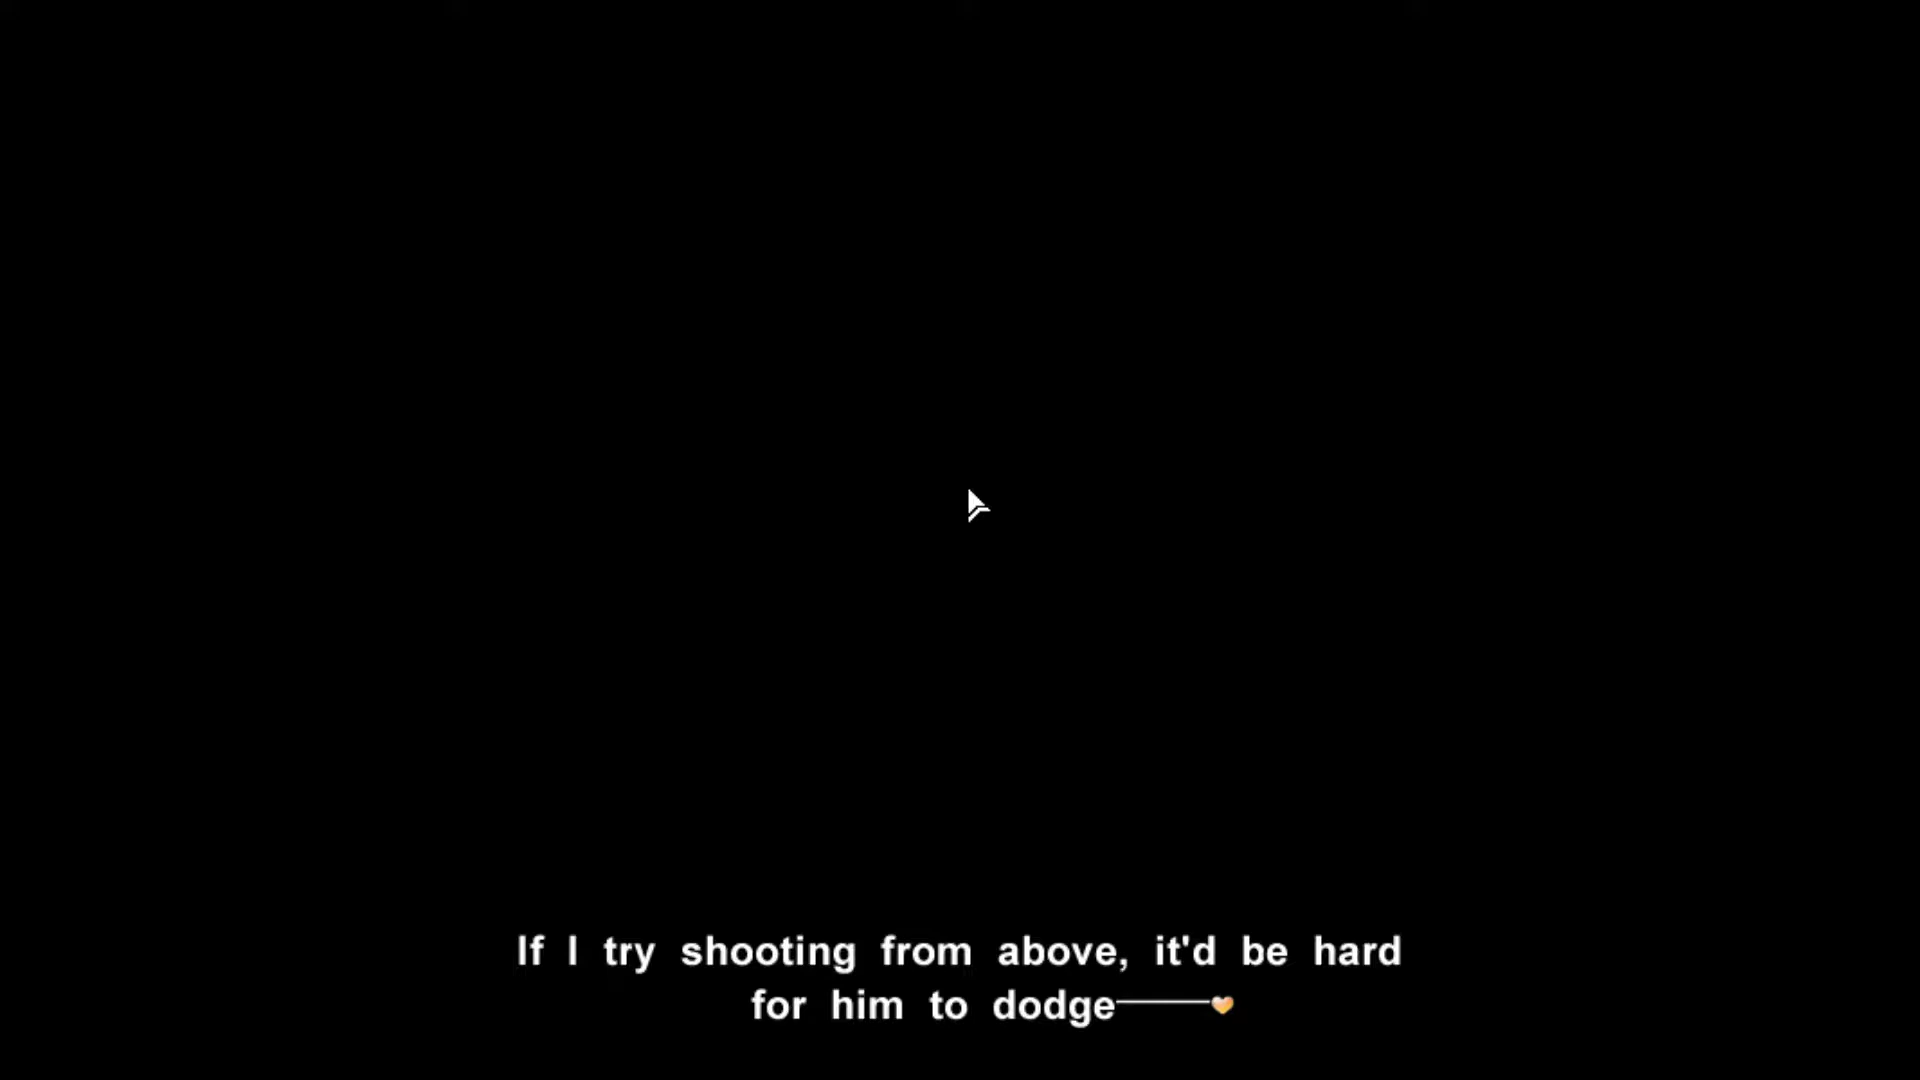 If I try shooting from above, it'd be hard
for him to dodge——🧡